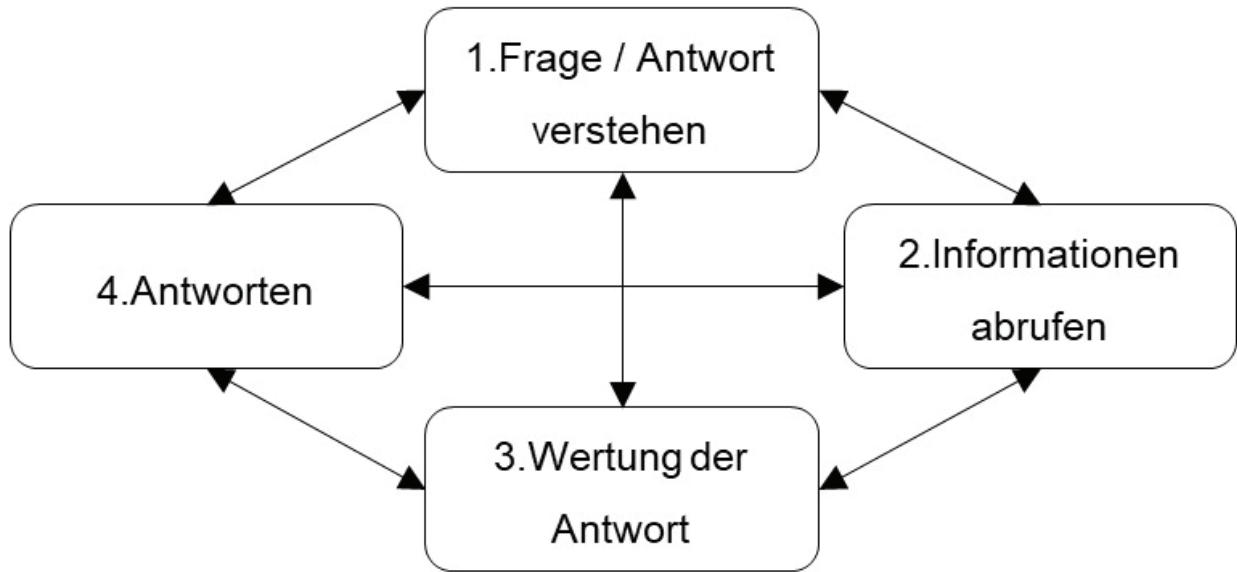 1.Frage / Antwort
verstehen
4.Antworten
2.Informationen
abrufen
3.Wertung der
Antwort